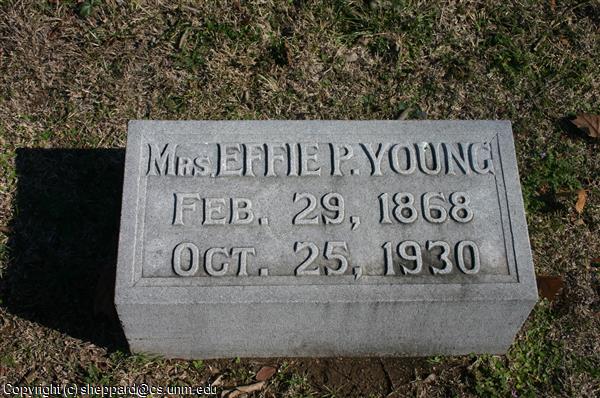 Mrs. EFFIE P. YOUNG
FEB. 29, 1868
OCT. 25, 1930
Copyright (c) sheppard@cs.unm.edu